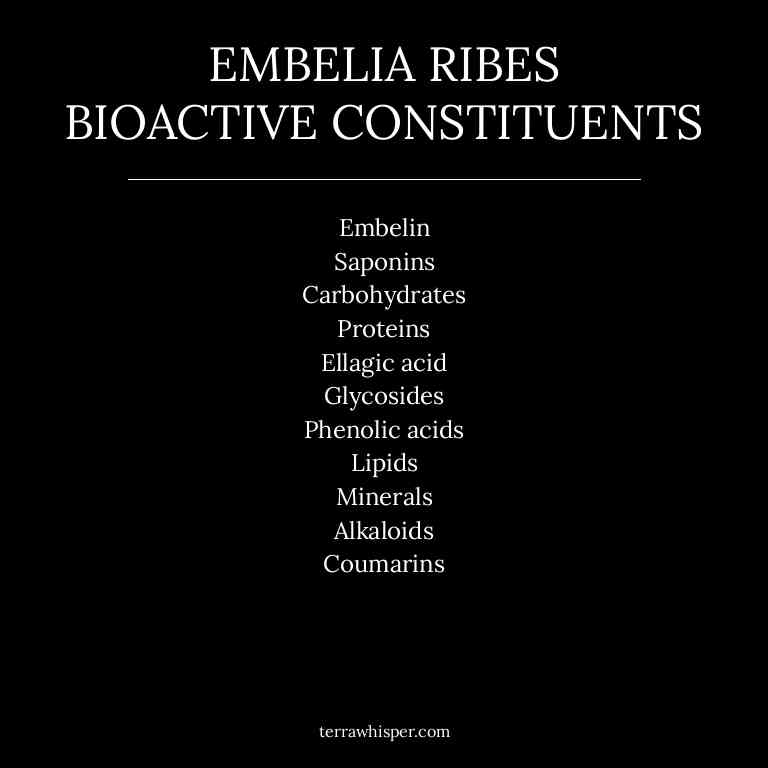 EMBELIA RIBES
BIOACTIVE CONSTITUENTS
Embelin
Saponins
Carbohydrates
Proteins
Ellagic acid
Glycosides
Phenolic acids
Lipids
Minerals
Alkaloids
Coumarins
terrawhisper.com